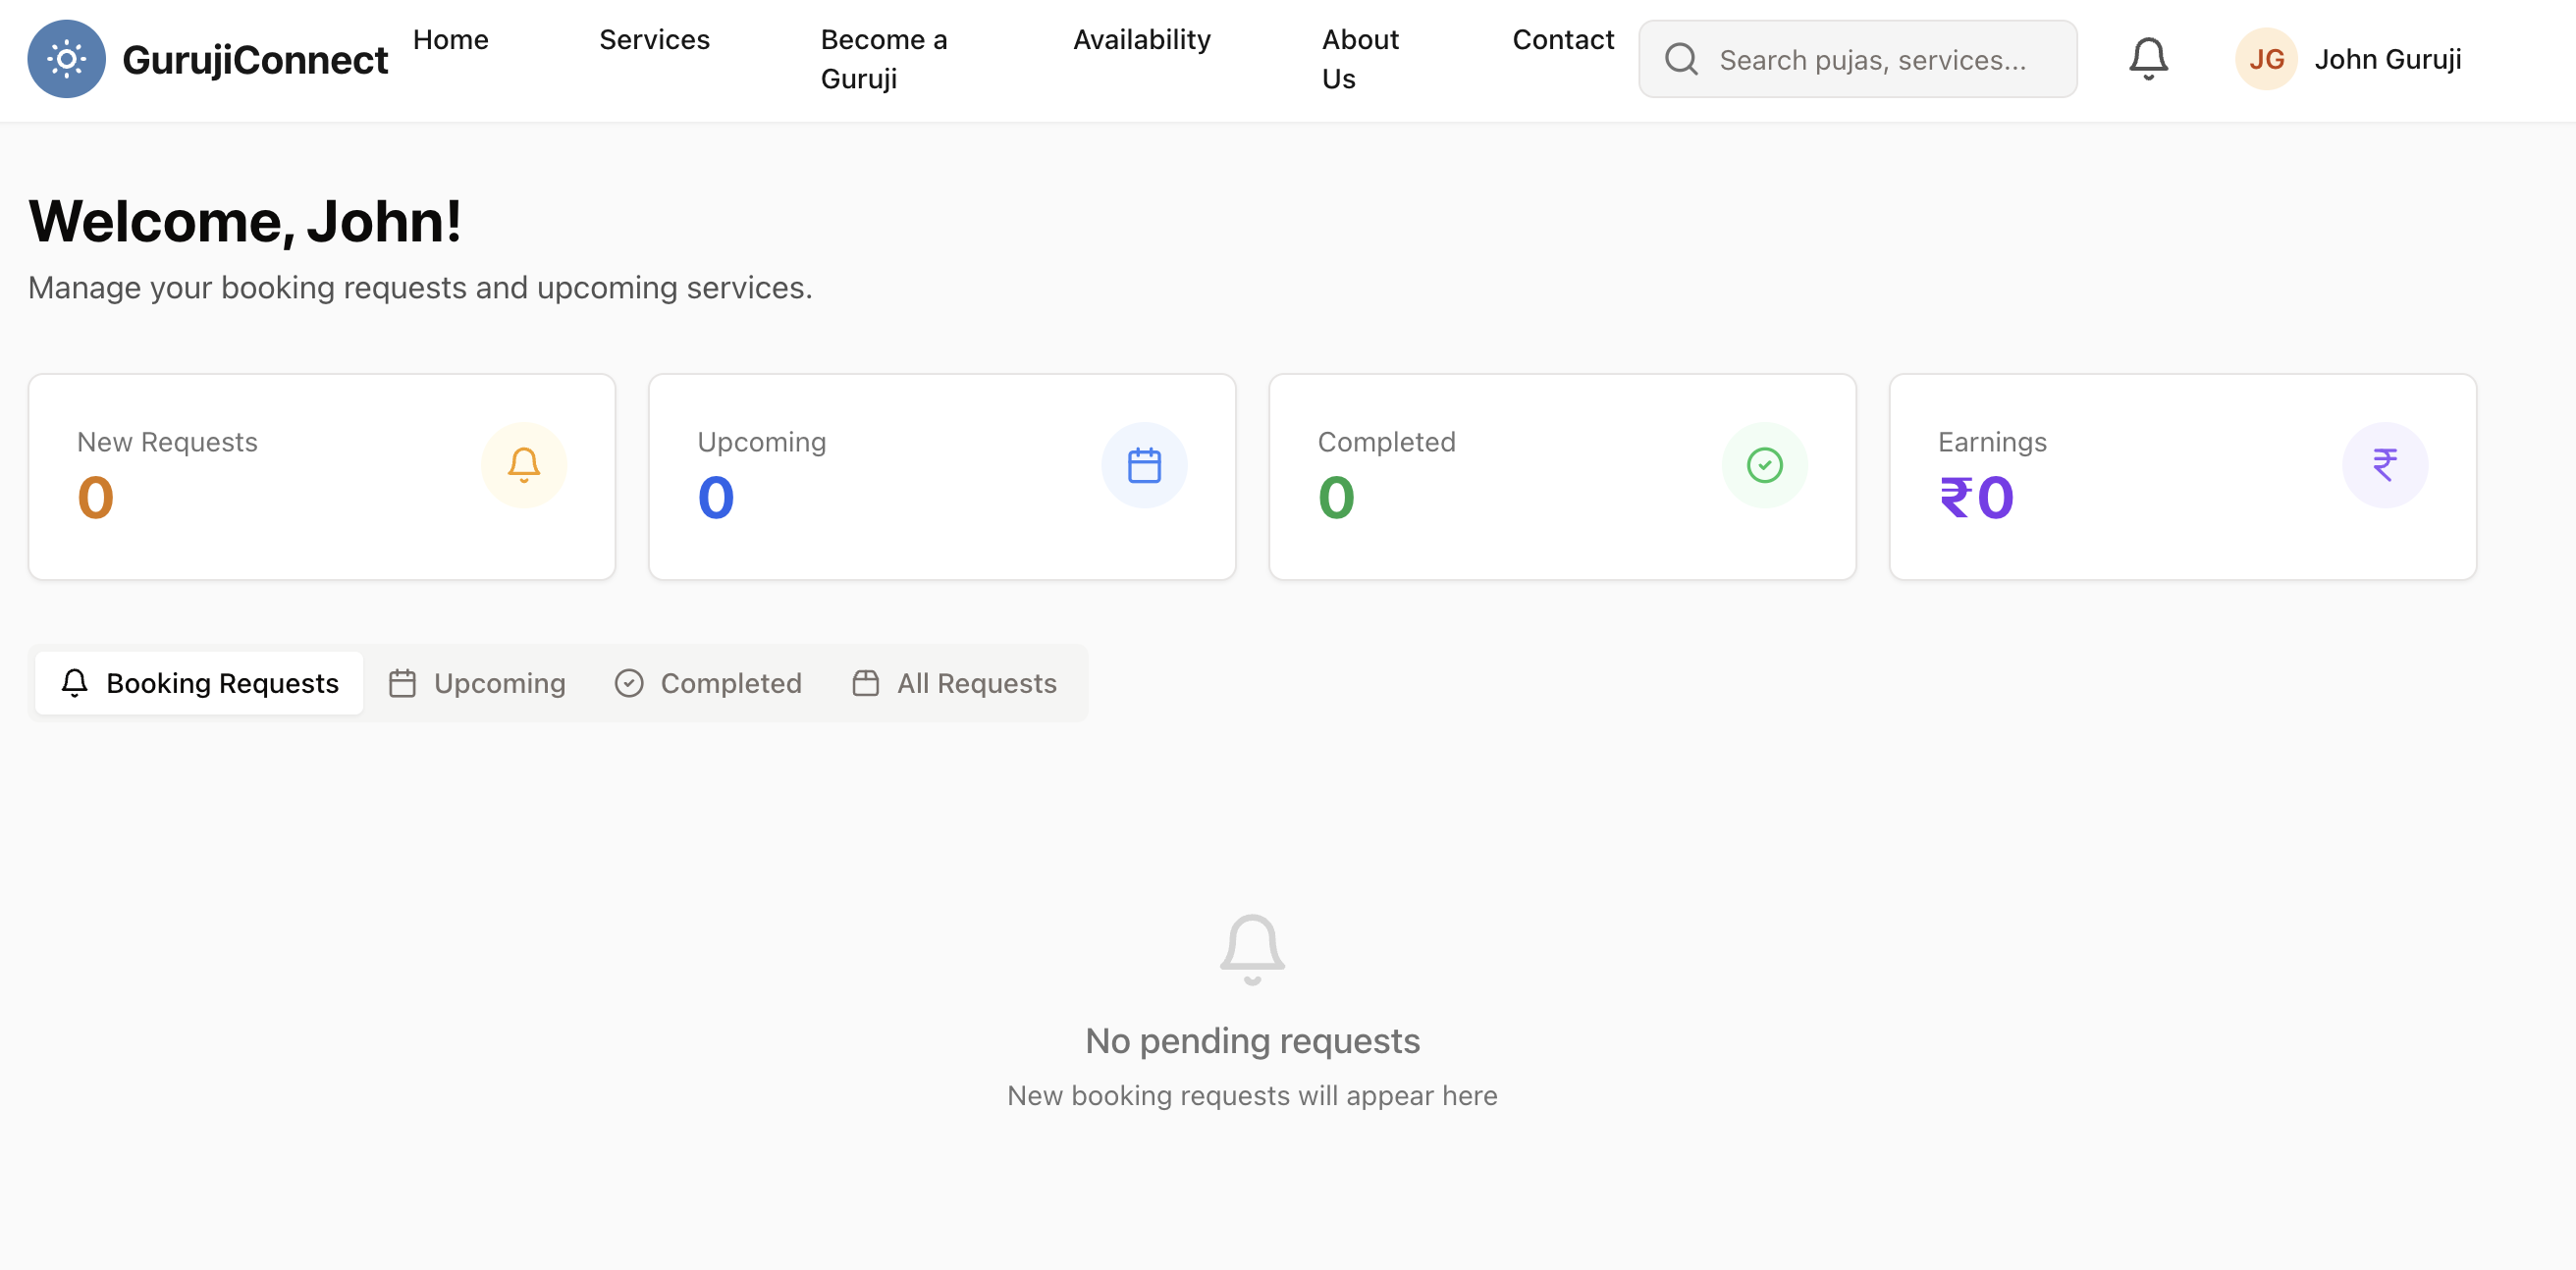 GurujiConnect
Home
Services
Become a
Guruji
Availability
About
Us
Contact
Search pujas, services...
JG
John Guruji
Welcome, John!
Manage your booking requests and upcoming services.
New Requests
0
Upcoming
0
Completed
0
Earnings
₹0
₹
Booking Requests
Upcoming
Completed
All Requests
No pending requests
New booking requests will appear here